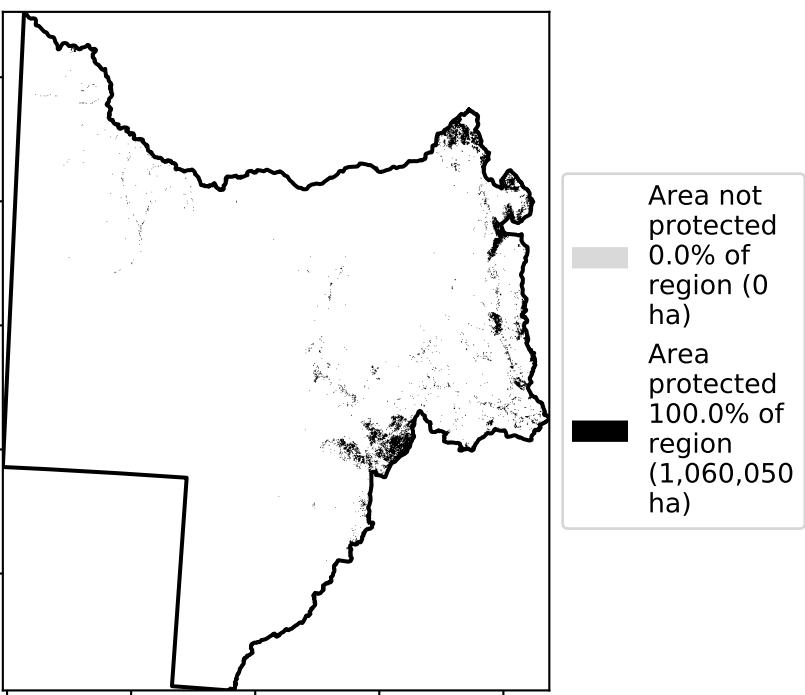 Area not
protected
0.0% of
region (0
ha)
Area
protected
100.0% of
region
(1,060,050
ha)